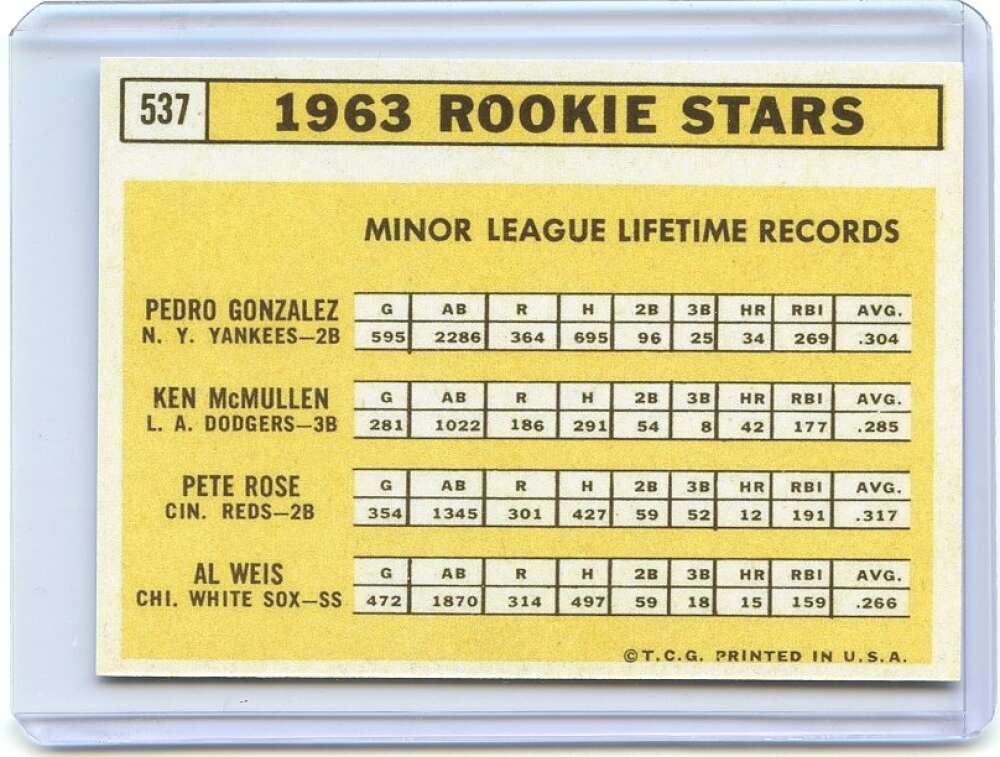 537 1963 ROOKIE STARS
MINOR LEAGUE LIFETIME RECORDS
PEDRO GONZALEZ G AB R H 2B 3B HR RBI AVG.
N. Y. YANKEES—2B 595 2286 364 695 96 25 34 269 .304
KEN McMULLEN G AB R H 2B 3B HR RBI AVG.
L. A. DODGERS—3B 281 1022 186 291 54 8 42 177 .285
PETE ROSE G AB R H 2B 3B HR RBI AVG.
CIN. REDS—2B 354 1345 301 427 59 52 12 191 .317
AL WEIS G AB R H 2B 3B HR RBI AVG.
CHI. WHITE SOX—SS 472 1870 314 497 59 18 15 159 .266
©T.C.G. PRINTED IN U.S.A.